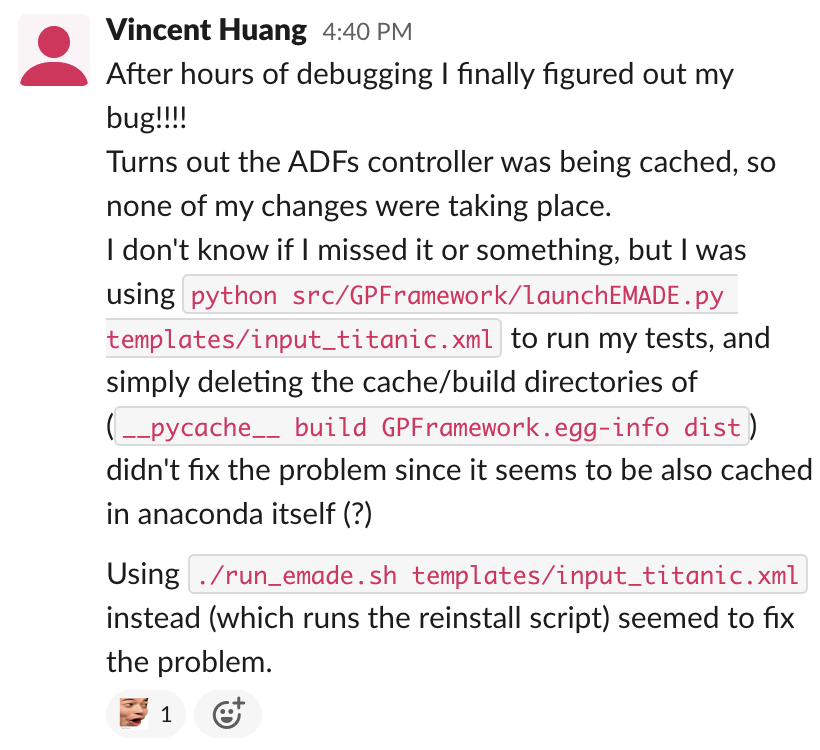 Vincent Huang 4:40 PM
After hours of debugging I finally figured out my
bug!!!!
Turns out the ADFs controller was being cached, so
none of my changes were taking place.
I don't know if I missed it or something, but I was
using python src/GPFramework/launchEMADE.py
templates/input_titanic.xml to run my tests, and
simply deleting the cache/build directories of
(__pycache__ build GPFramework.egg-info dist)
didn't fix the problem since it seems to be also cached
in anaconda itself (?)
Using ./run_emade.sh templates/input_titanic.xml
instead (which runs the reinstall script) seemed to fix
the problem.
1